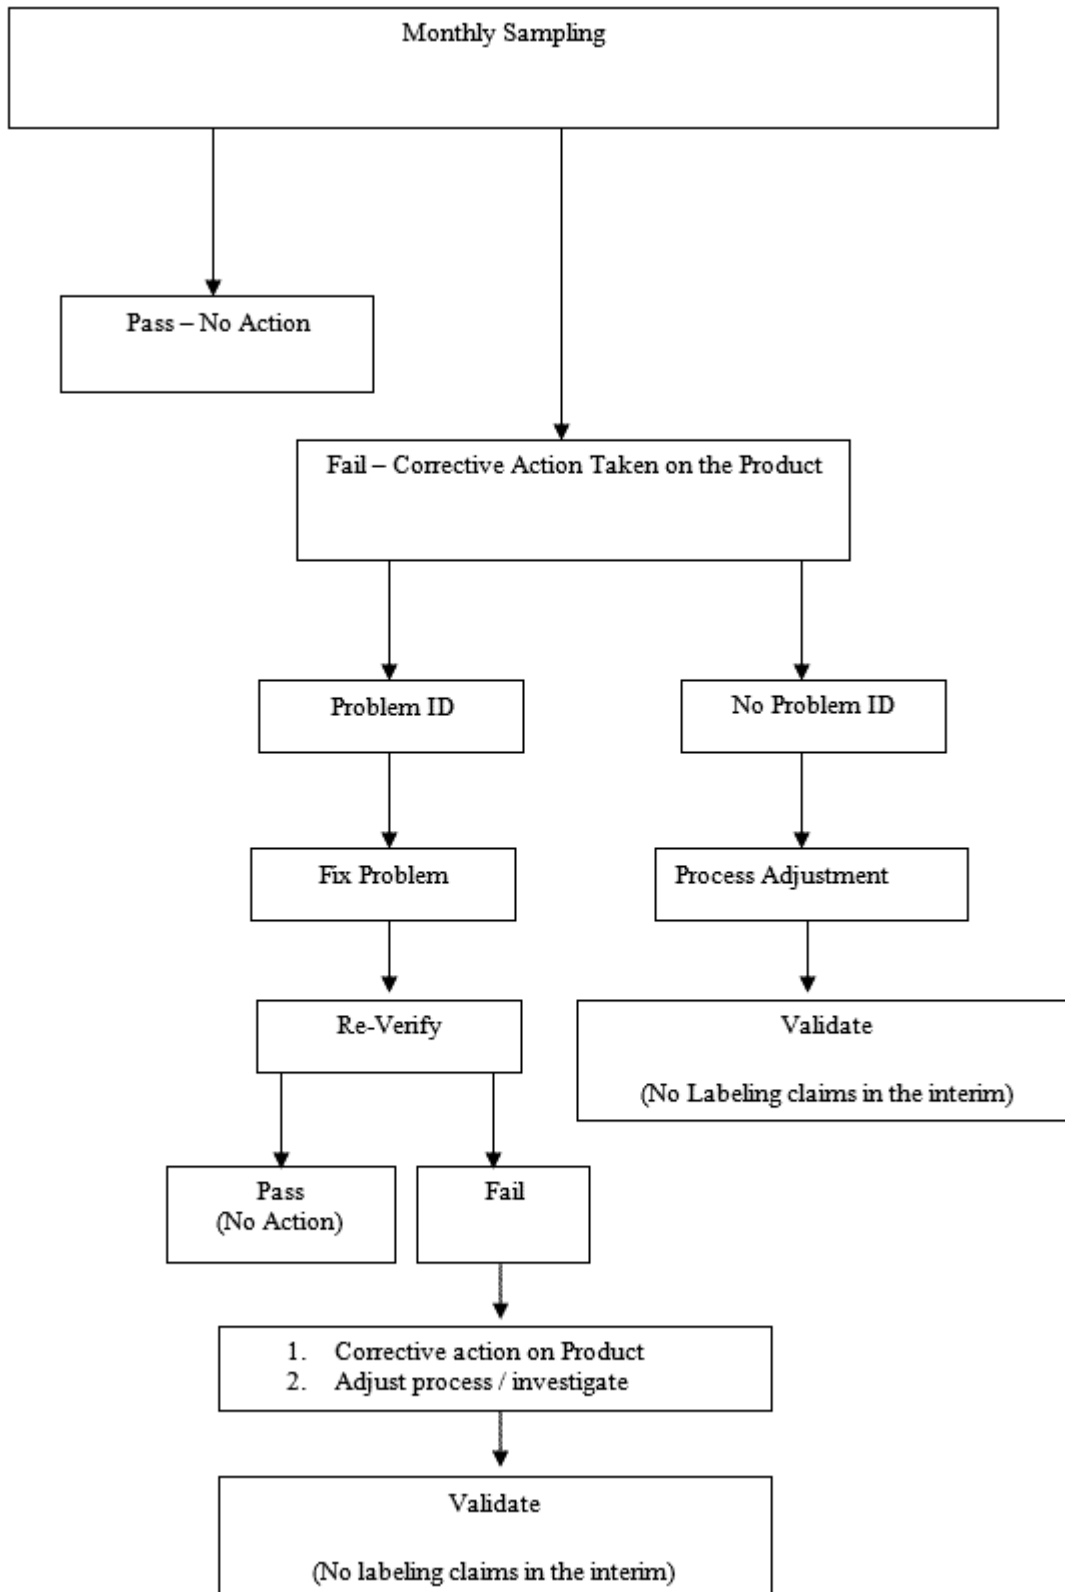 Monthly Sampling
Pass – No Action
Fail – Corrective Action Taken on the Product
Problem ID
No Problem ID
Fix Problem
Process Adjustment
Re-Verify
Validate
(No Labeling claims in the interim)
Pass
(No Action)
Fail
1. Corrective action on Product
2. Adjust process / investigate
Validate
(No labeling claims in the interim)